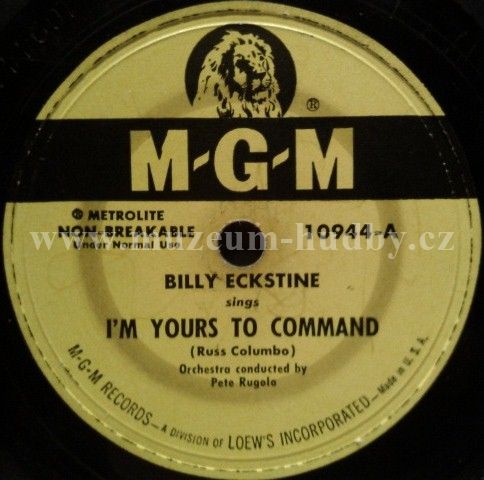 ®
M-G-M
® METROLITE
NON-BREAKABLE
Under Normal Use
10944-A
www.muzeum-hudby.cz
BILLY ECKSTINE
sings
I'M YOURS TO COMMAND
(Russ Columbo)
Orchestra conducted by
Pete Rugolo
M-G-M RECORDS—A DIVISION OF LOEW'S INCORPORATED—Made in U. S. A.